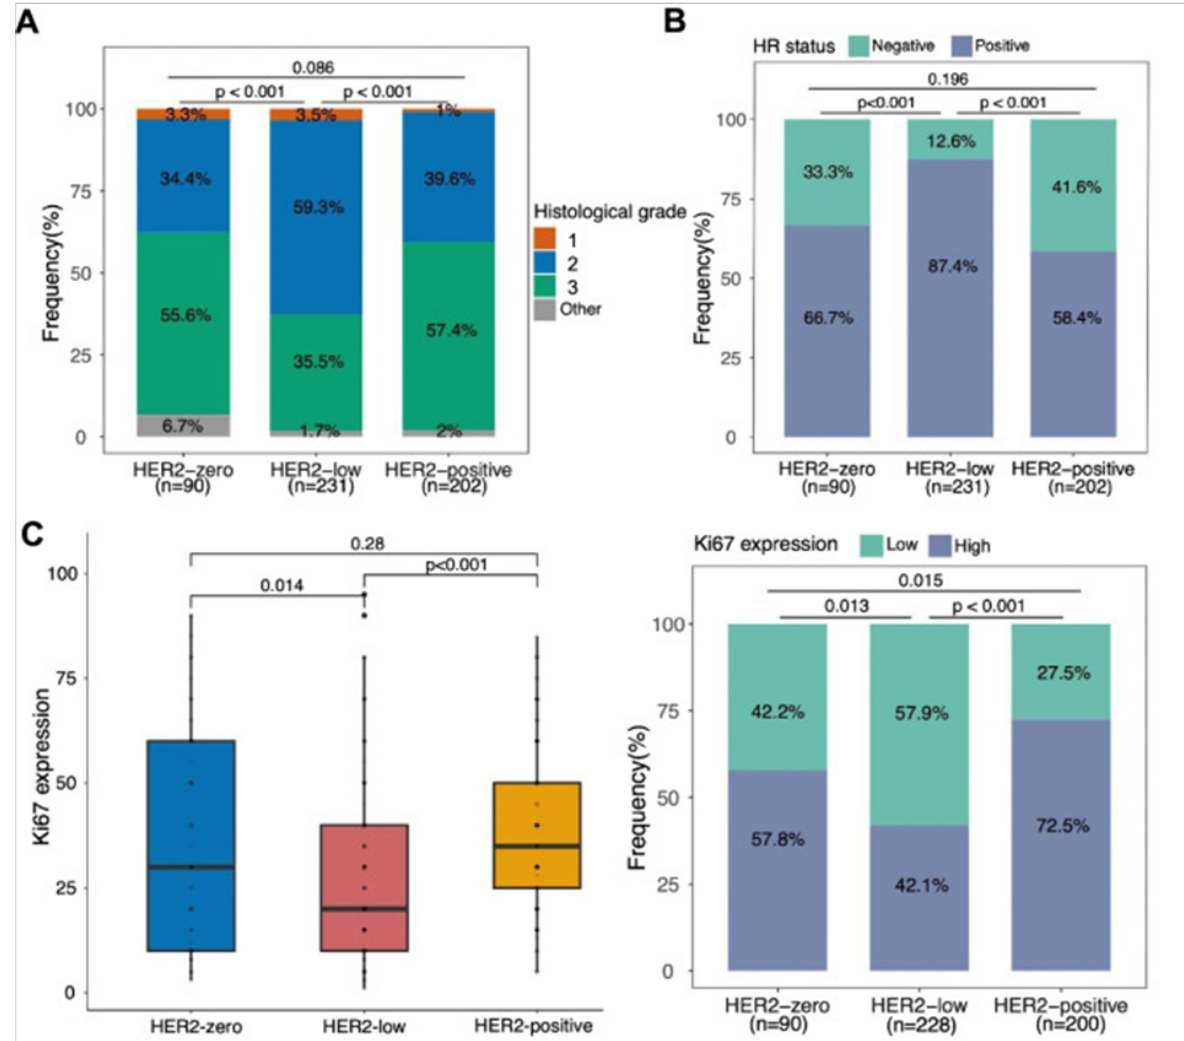 A
0.086
p < 0.001
p < 0.001
100
75
50
25
0
Frequency(%)
3.3%
3.5%
1%
34.4%
59.3%
39.6%
55.6%
35.5%
57.4%
6.7%
1.7%
2%
HER2-zero
(n=90)
HER2-low
(n=231)
HER2-positive
(n=202)
Histological grade
1
2
3
Other
B
HR status
Negative
Positive
0.196
p<0.001
p < 0.001
100
75
50
25
0
Frequency(%)
33.3%
12.6%
41.6%
66.7%
87.4%
58.4%
HER2-zero
(n=90)
HER2-low
(n=231)
HER2-positive
(n=202)
C
0.28
p<0.001
0.014
100
75
50
25
0
Ki67 expression
HER2-zero
HER2-low
HER2-positive
Ki67 expression
Low
High
0.015
0.013
p < 0.001
100
75
50
25
0
Frequency(%)
42.2%
57.9%
27.5%
57.8%
42.1%
72.5%
HER2-zero
(n=90)
HER2-low
(n=228)
HER2-positive
(n=200)